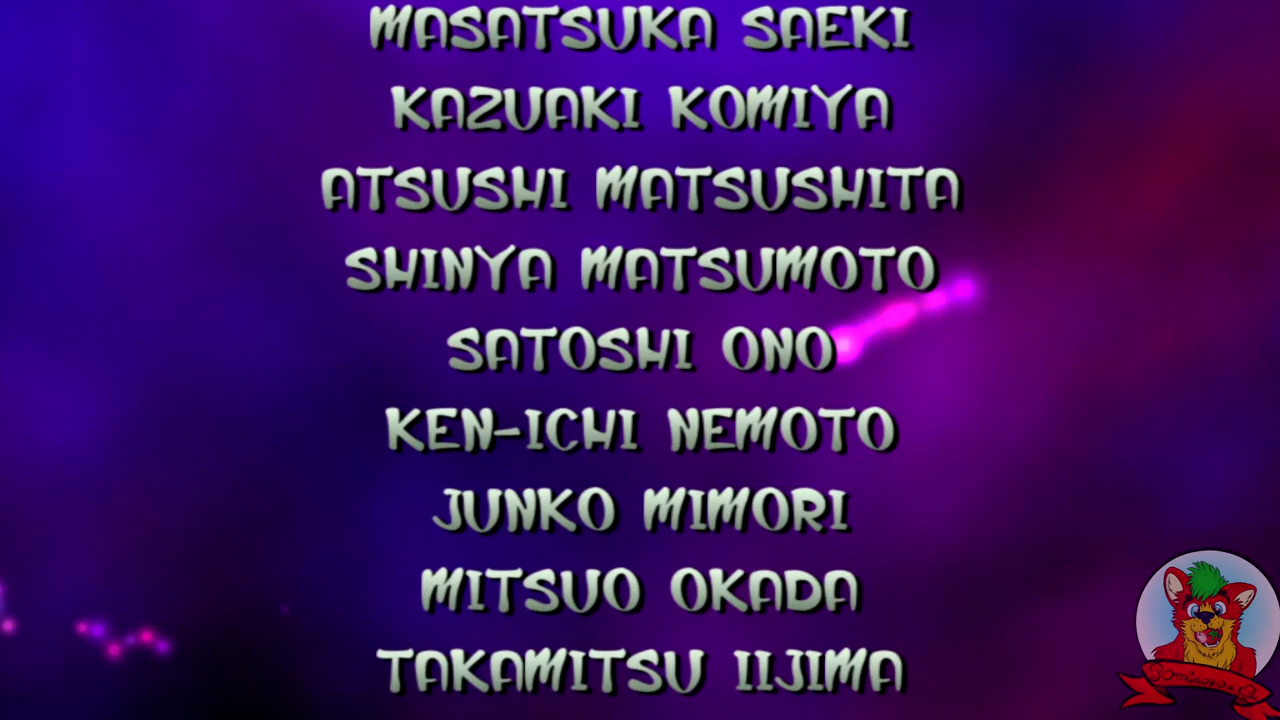 MASATSUKA SAEKI
KAZUAKI KOMIYA
ATSUSHI MATSUSHITA
SHINYA MATSUMOTO
SATOSHI ONO
KEN-ICHI NEMOTO
JUNKO MIMORI
MITSUO OKADA
TAKAMITSU IIJIMA